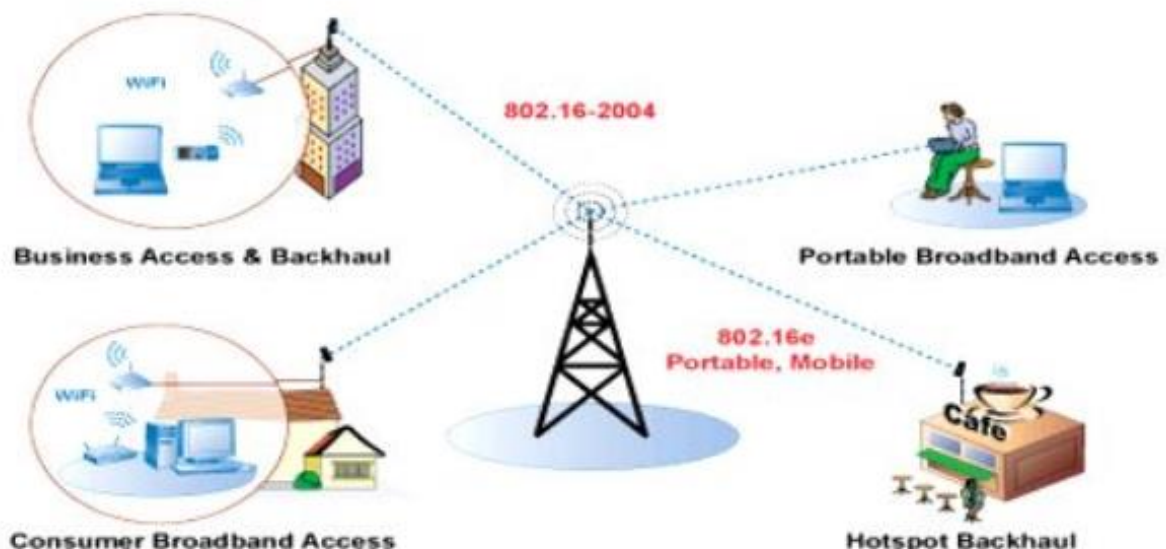 WiFi
802.16-2004
Business Access & Backhaul
Portable Broadband Access
802.16e
Portable, Mobile
WiFi
Cafe
Consumer Broadband Access
Hotspot Backhaul